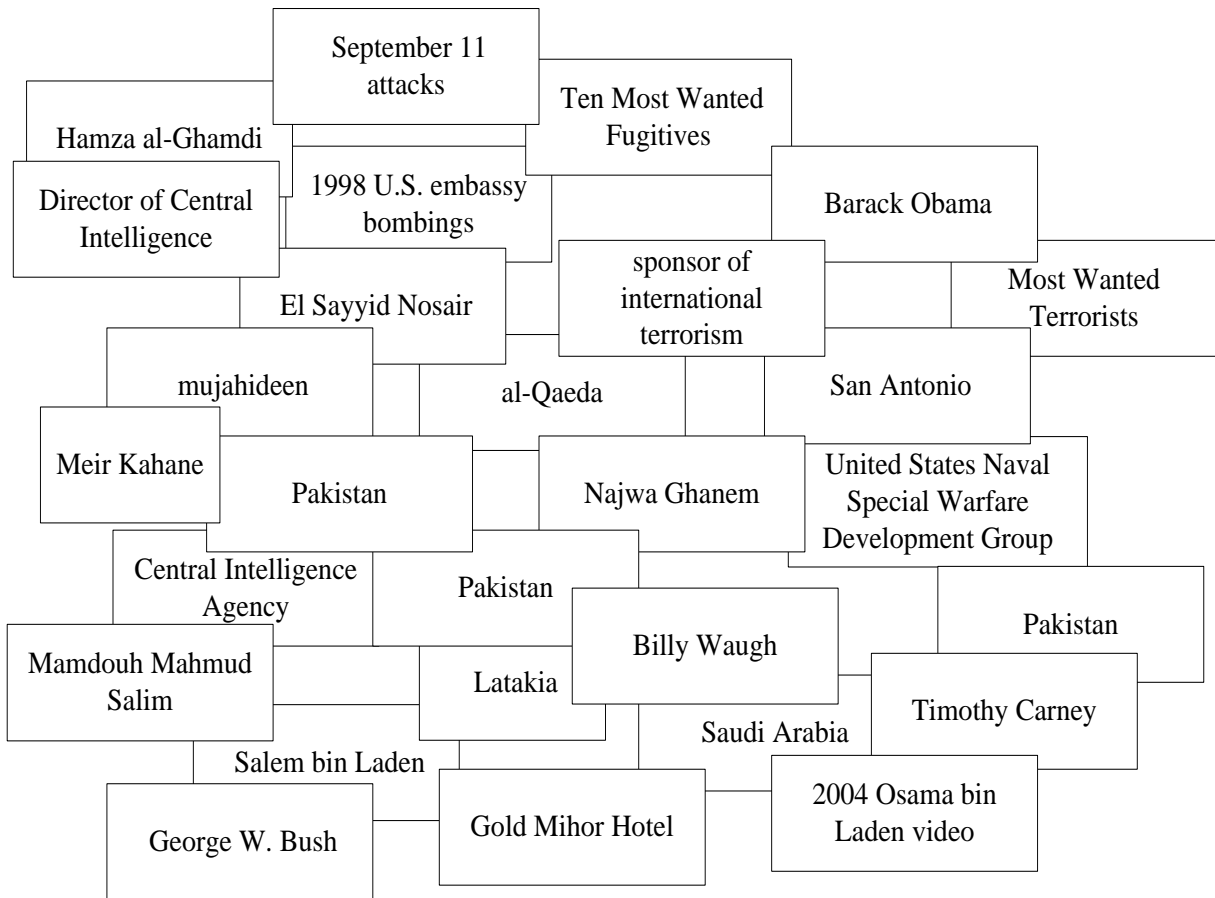 September 11
attacks
Ten Most Wanted
Fugitives
Hamza al-Ghamdi
1998 U.S. embassy
bombings
Director of Central
Intelligence
Barack Obama
sponsor of
international
terrorism
Most Wanted
Terrorists
El Sayyid Nosair
mujahideen
al-Qaeda
San Antonio
Meir Kahane
Pakistan
Najwa Ghanem
United States Naval
Special Warfare
Development Group
Central Intelligence
Agency
Pakistan
Billy Waugh
Pakistan
Mamdouh Mahmud
Salim
Latakia
Timothy Carney
Saudi Arabia
Salem bin Laden
2004 Osama bin
Laden video
Gold Mihor Hotel
George W. Bush